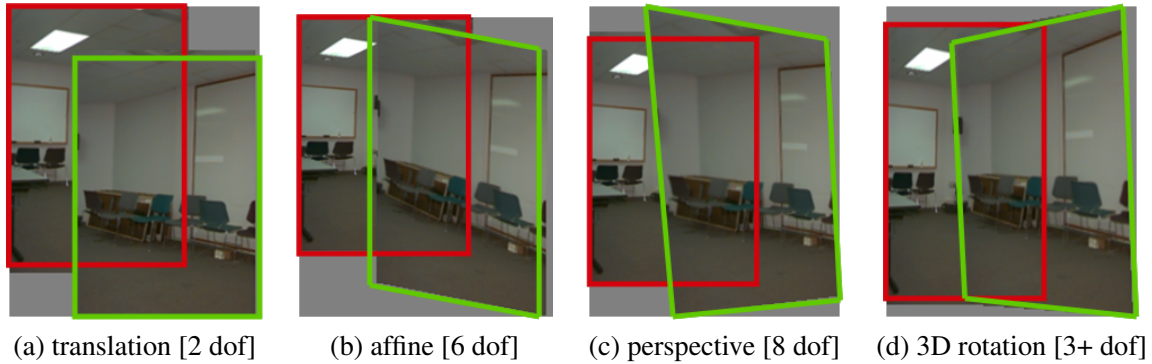 (a) translation [2 dof]
(b) affine [6 dof]
(c) perspective [8 dof]
(d) 3D rotation [3+ dof]